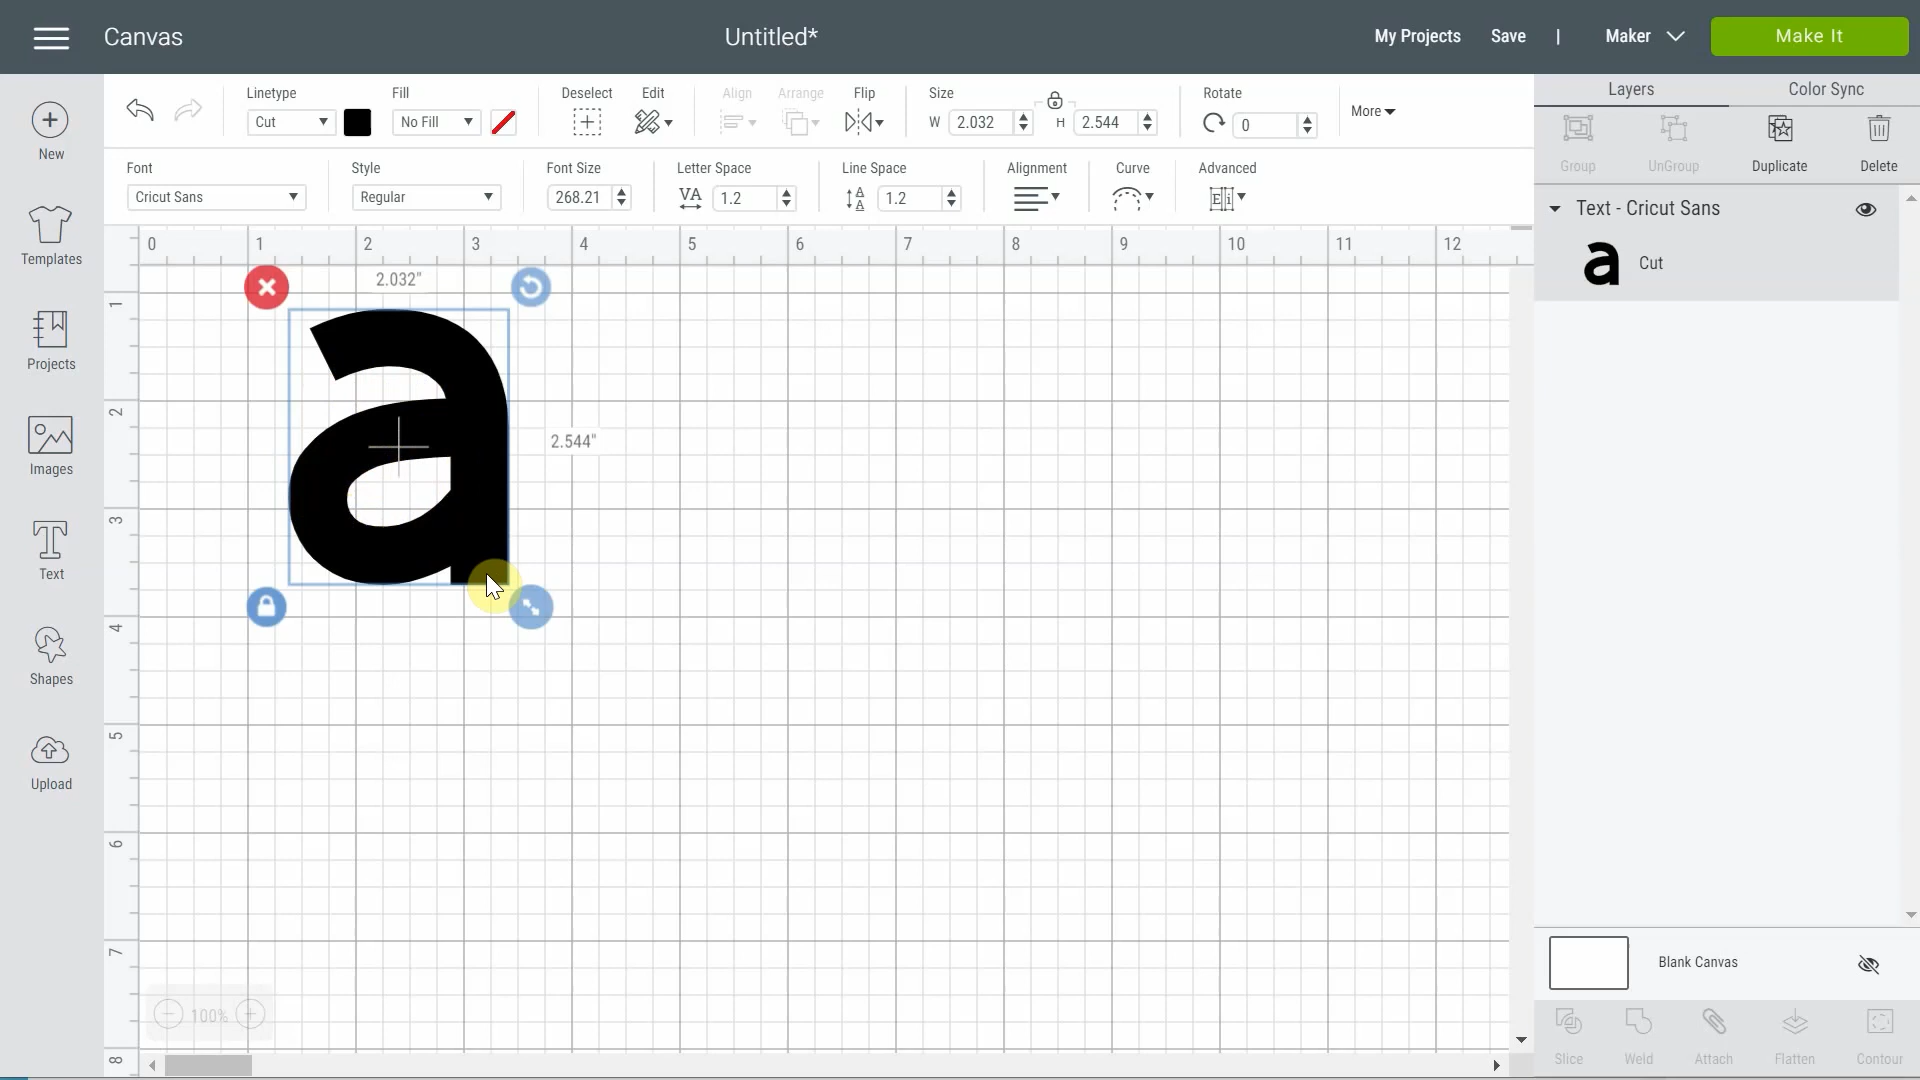 Canvas
Untitled*
My Projects
Save
|
Maker
Make It
Linetype
Fill
Deselect
Edit
Align
Arrange
Flip
Size
Rotate
Cut
No Fill
W 2.032
H 2.544
0
More
Layers
Color Sync
Group
UnGroup
Duplicate
Delete
Font
Style
Font Size
Letter Space
Line Space
Alignment
Curve
Advanced
Cricut Sans
Regular
268.21
VA 1.2
A A 1.2
E i
New
Templates
Projects
Images
Text
Shapes
Upload
0 1 2 3 4 5 6 7 8 9 10 11 12
1
2
3
4
5
6
7
8
2.032"
2.544"
a
100%
Text - Cricut Sans
a Cut
Blank Canvas
Slice
Weld
Attach
Flatten
Contour